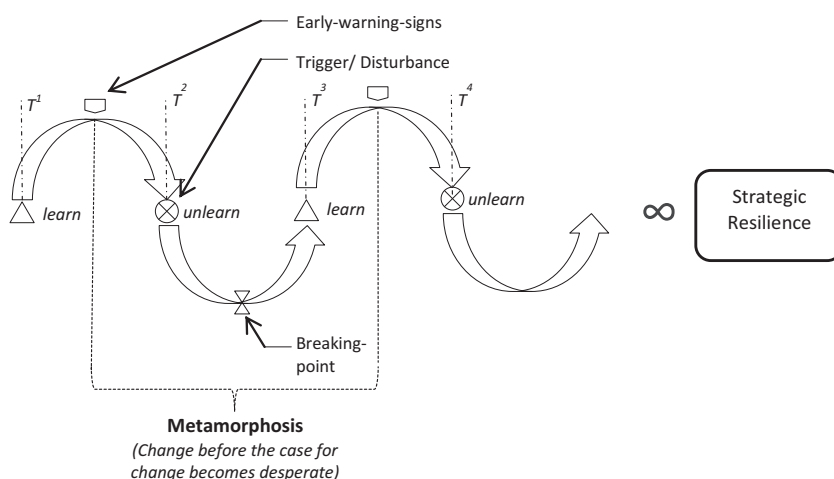 Early-warning-signs
Trigger/ Disturbance
T1
T2
T3
T4
learn
unlearn
learn
unlearn
∞
Strategic
Resilience
Breaking-
point
Metamorphosis
(Change before the case for
change becomes desperate)